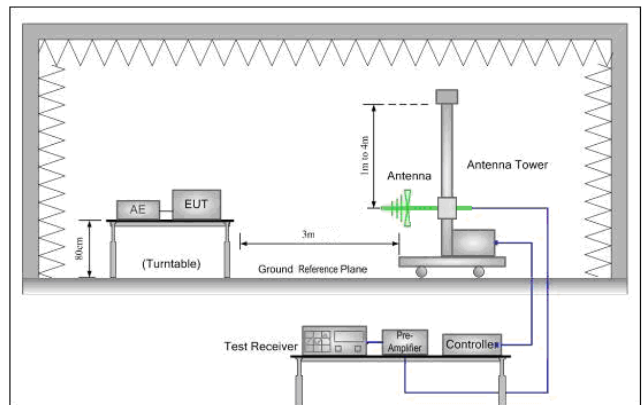 1m to 4m
Antenna
Antenna Tower
AE
EUT
3m
80cm
(Turntable)
Ground Reference Plane
Test Receiver
Pre-
Amplifier
Controller